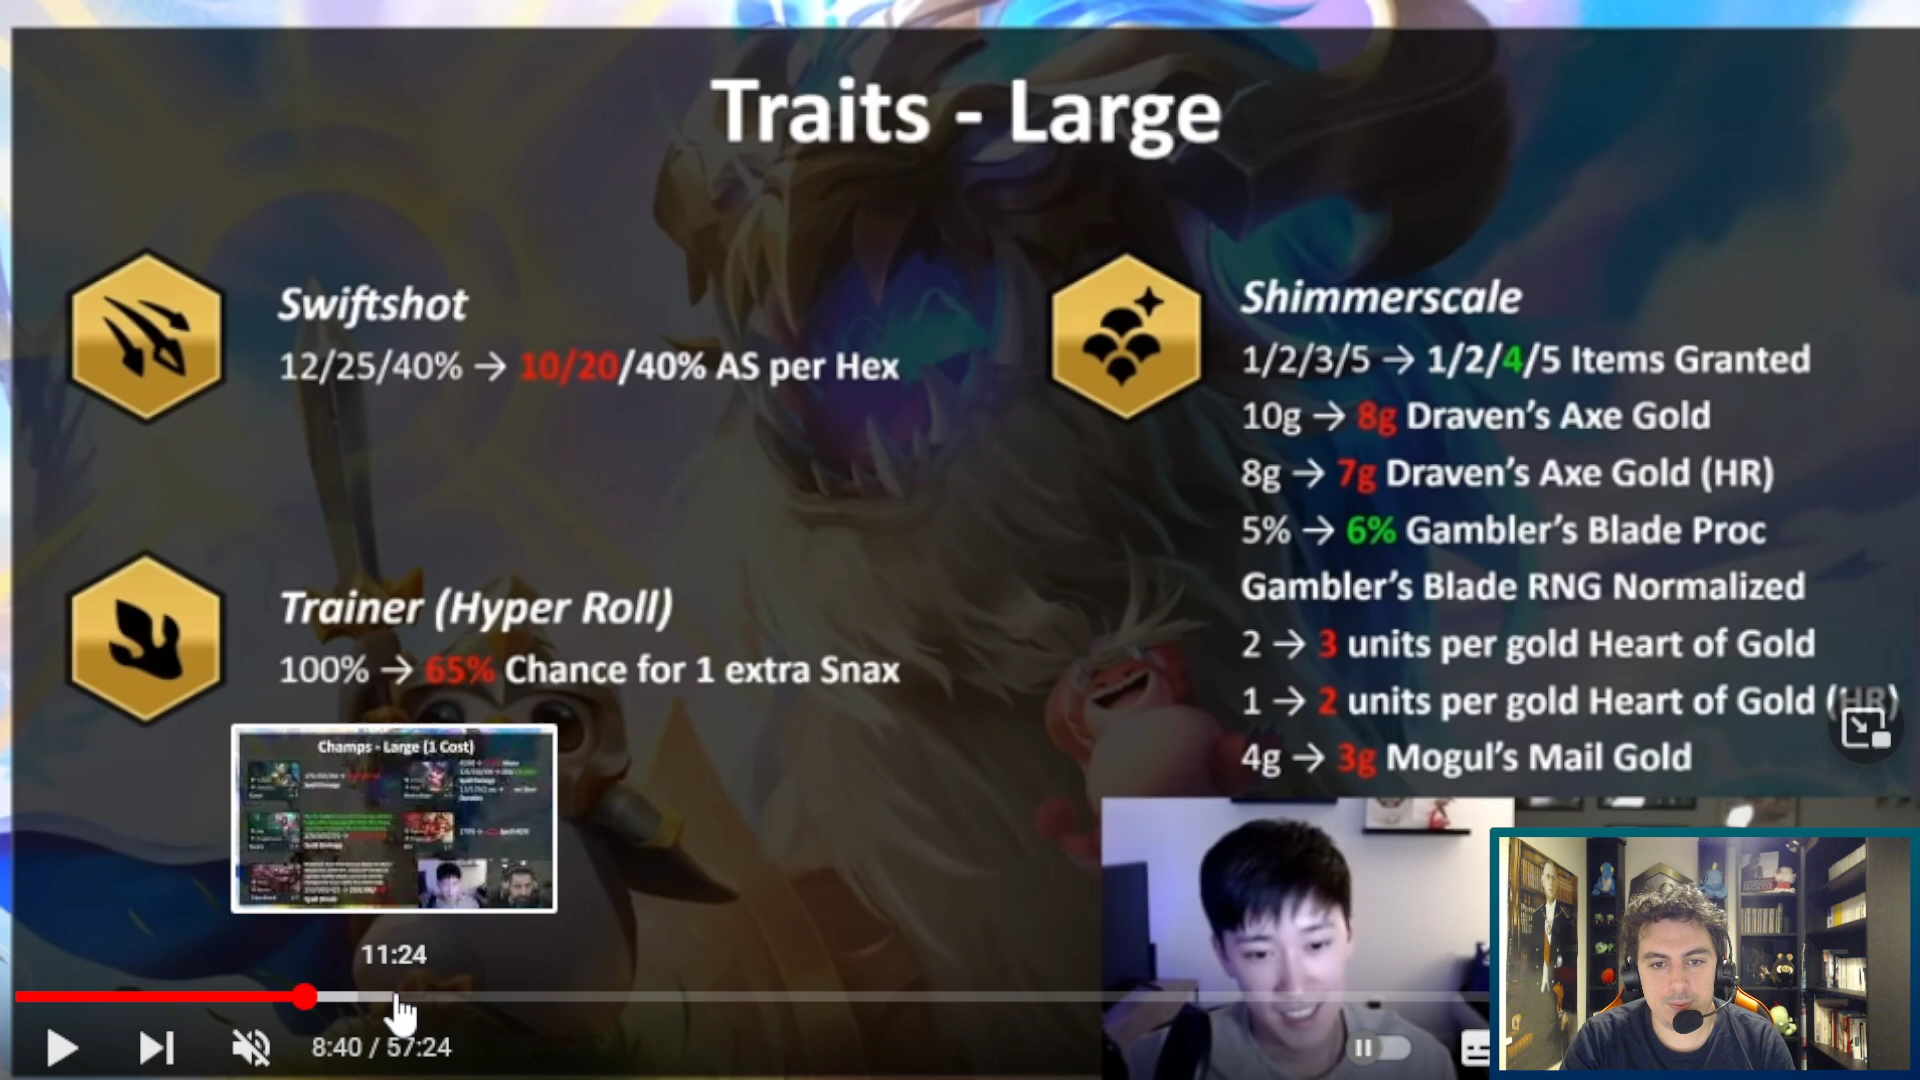 Traits - Large
Swiftshot
12/25/40% → 10/20/40% AS per Hex
Trainer (Hyper Roll)
100% → 65% Chance for 1 extra Snax
Shimmerscale
1/2/3/5 → 1/2/4/5 Items Granted
10g → 8g Draven's Axe Gold
8g → 7g Draven's Axe Gold (HR)
5% → 6% Gambler's Blade Proc
Gambler's Blade RNG Normalized
2 → 3 units per gold Heart of Gold
1 → 2 units per gold Heart of Gold (HR)
4g → 3g Mogul's Mail Gold
Champs - Large (1 Cost)
11:24
8:40 / 57:24